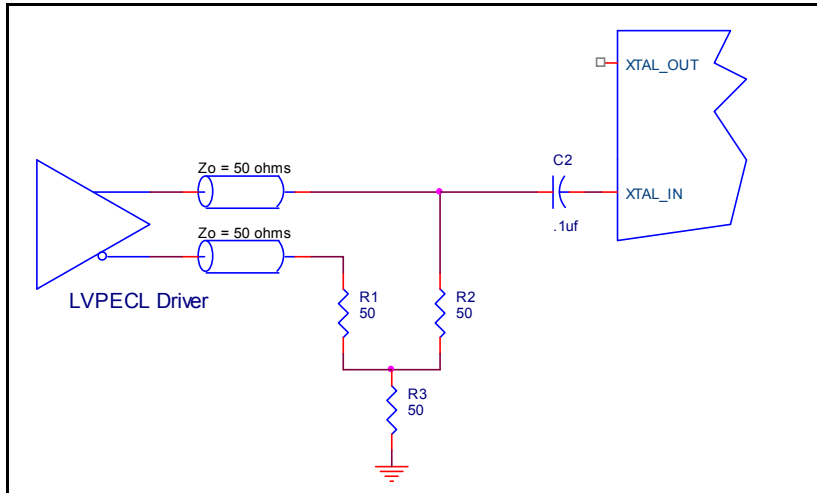 XTAL_OUT
Zo = 50 ohms
C2
XTAL_IN
.1uf
Zo = 50 ohms
LVPECL Driver
R1
50
R2
50
R3
50